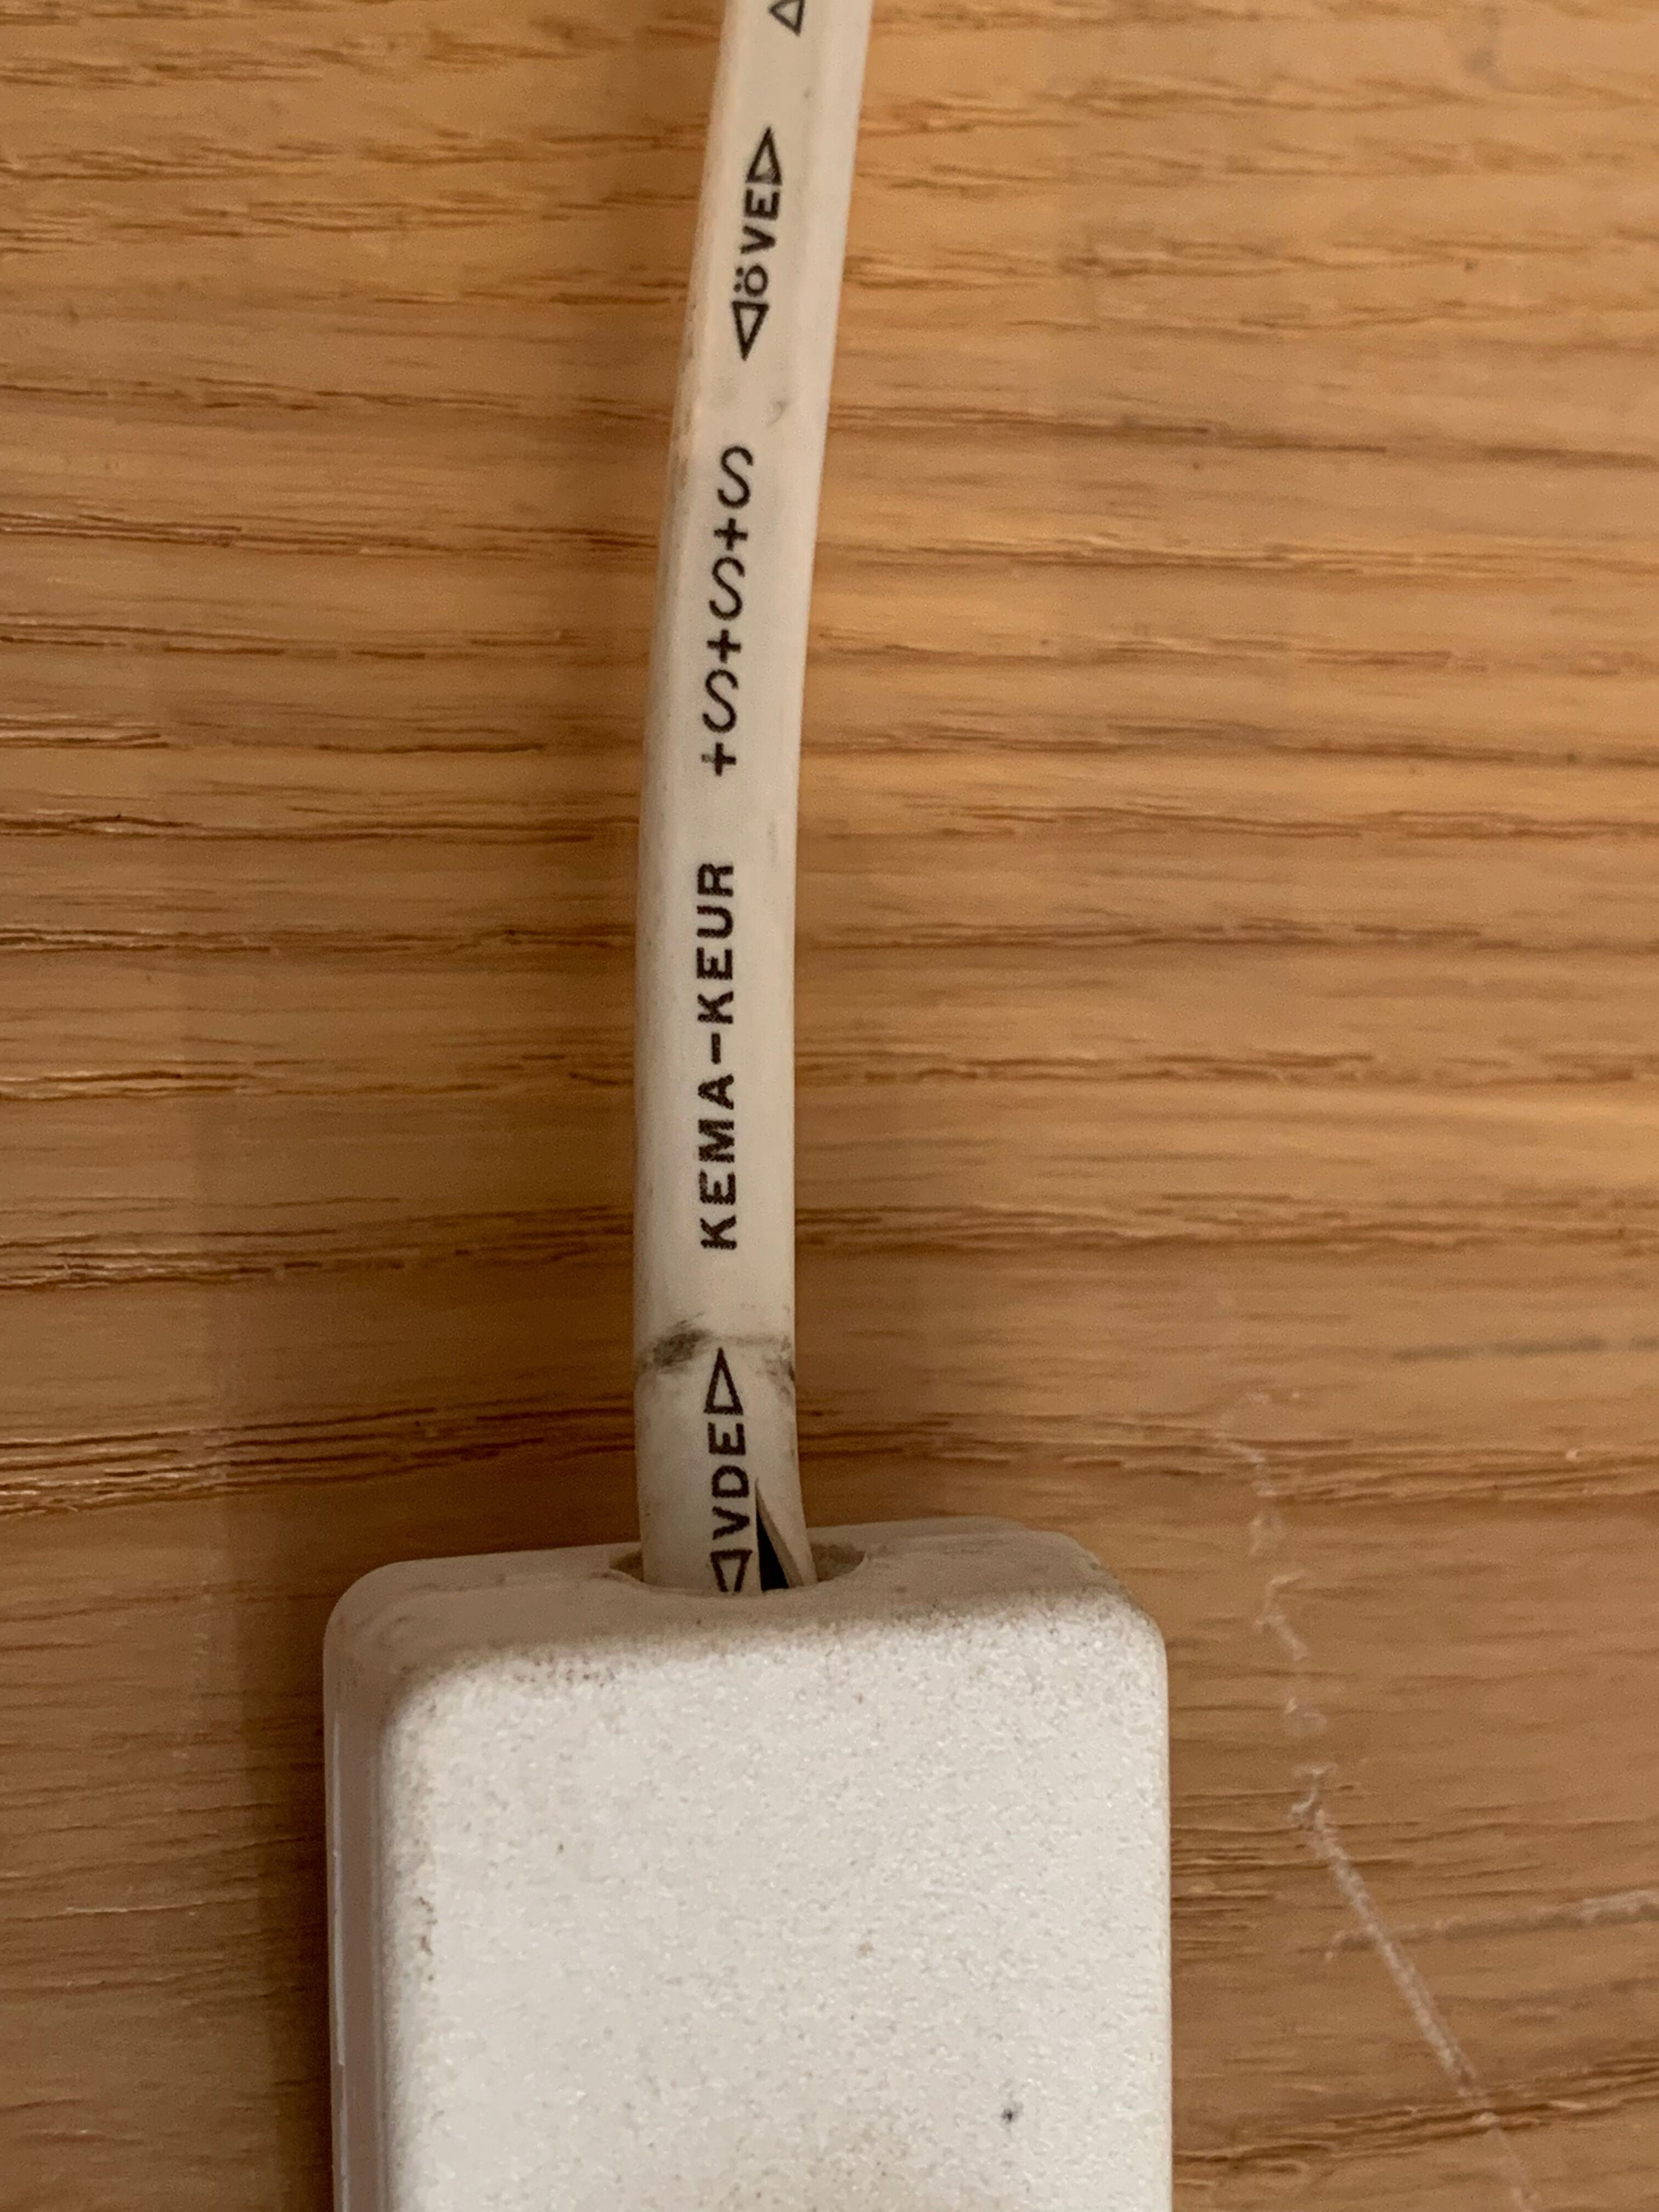 ◁VDE▷ KEMA-KEUR +S+S+S ◁ÖVE▷